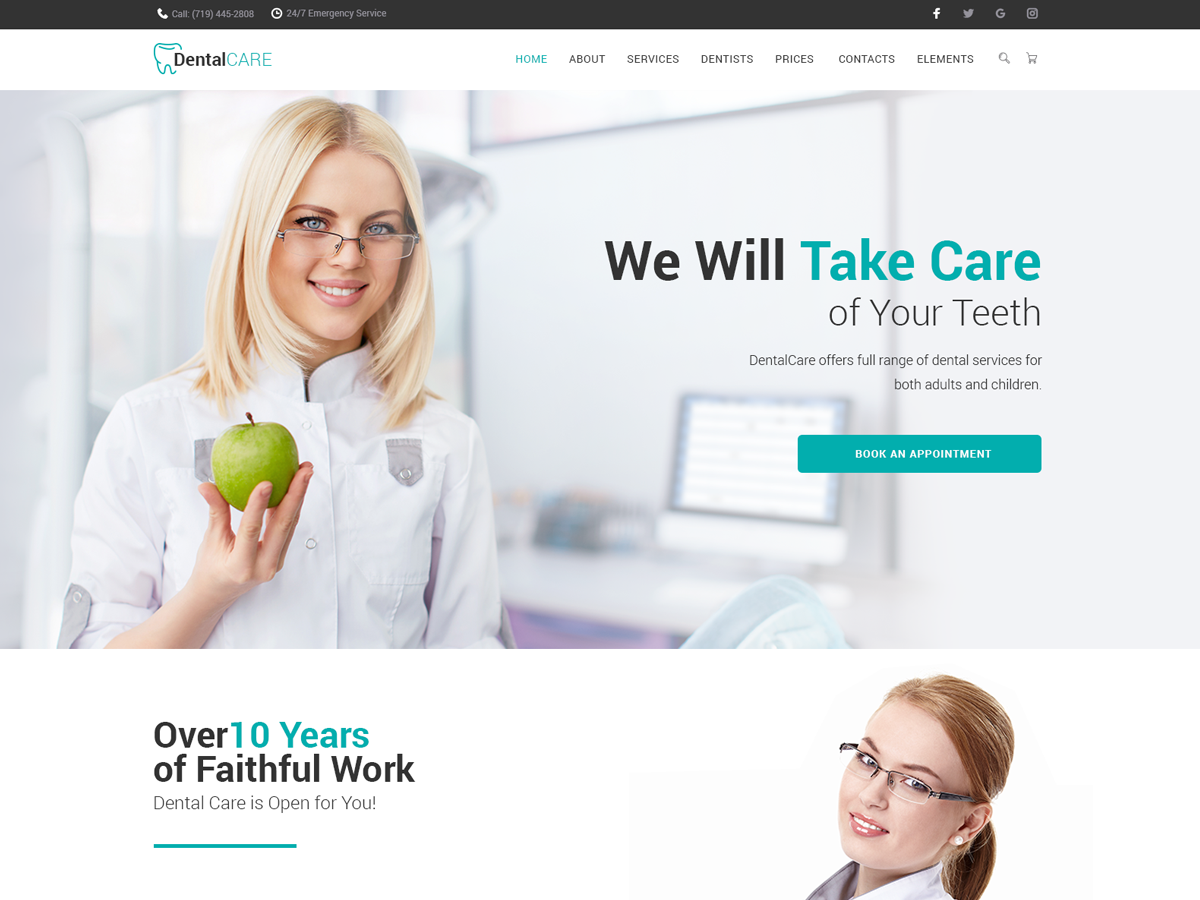 Call: (719) 445-2808 24/7 Emergency Service
DentalCARE
HOME ABOUT SERVICES DENTISTS PRICES CONTACTS ELEMENTS
We Will Take Care
of Your Teeth
DentalCare offers full range of dental services for
both adults and children.
BOOK AN APPOINTMENT
Over10 Years
of Faithful Work
Dental Care is Open for You!